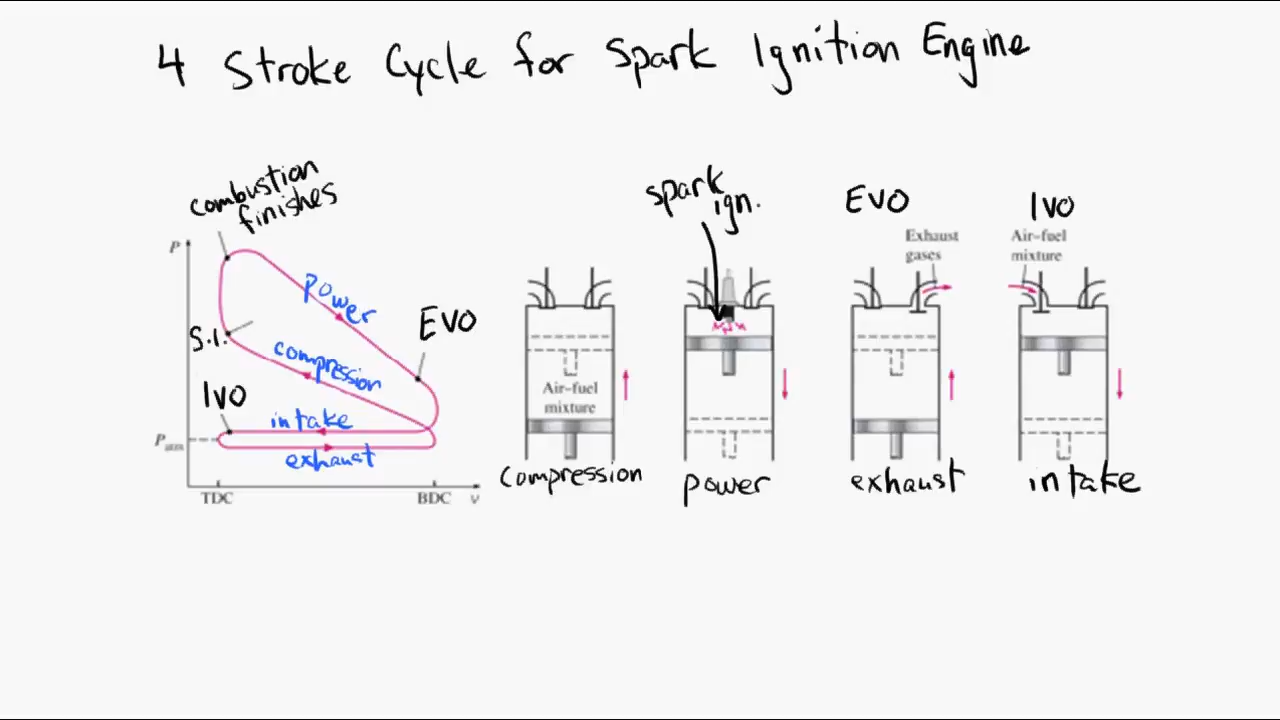 4 Stroke Cycle for Spark Ignition Engine
combustion
finishes
P
power
EVO
S.I.
compression
IVO
intake
exhaust
P atm
TDC
BDC
v
spark
ign.
EVO
Exhaust
gases
IVO
Air–fuel
mixture
Air–fuel
mixture
compression
power
exhaust
intake